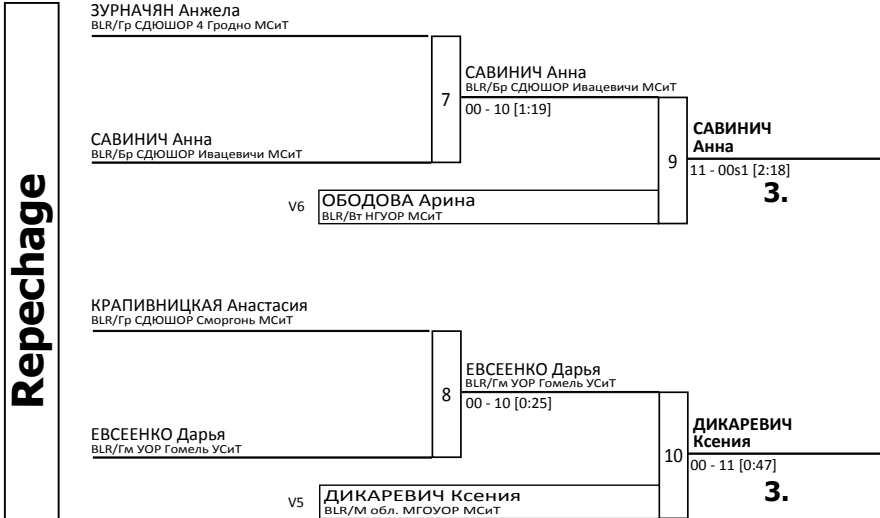 Repechage
ЗУРНАЧЯН Анжела
BLR/Гр СДЮШОР 4 Гродно МСиТ
7
САВИНИЧ Анна
BLR/Бр СДЮШОР Ивацевичи МСиТ
00 - 10 [1:19]
САВИНИЧ Анна
BLR/Бр СДЮШОР Ивацевичи МСиТ
9
САВИНИЧ
Анна
11 - 00s1 [2:18]
3.
V6
ОБОДОВА Арина
BLR/Вт НГУОР МСиТ
КРАПИВНИЦКАЯ Анастасия
BLR/Гр СДЮШОР Сморгонь МСиТ
8
ЕВСЕЕНКО Дарья
BLR/Гм УОР Гомель УСиТ
00 - 10 [0:25]
ЕВСЕЕНКО Дарья
BLR/Гм УОР Гомель УСиТ
10
ДИКАРЕВИЧ
Ксения
00 - 11 [0:47]
3.
V5
ДИКАРЕВИЧ Ксения
BLR/М обл. МГОУОР МСиТ